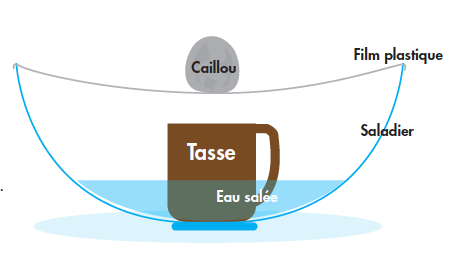 Film plastique
Caillou
Saladier
Tasse
Eau salée
.